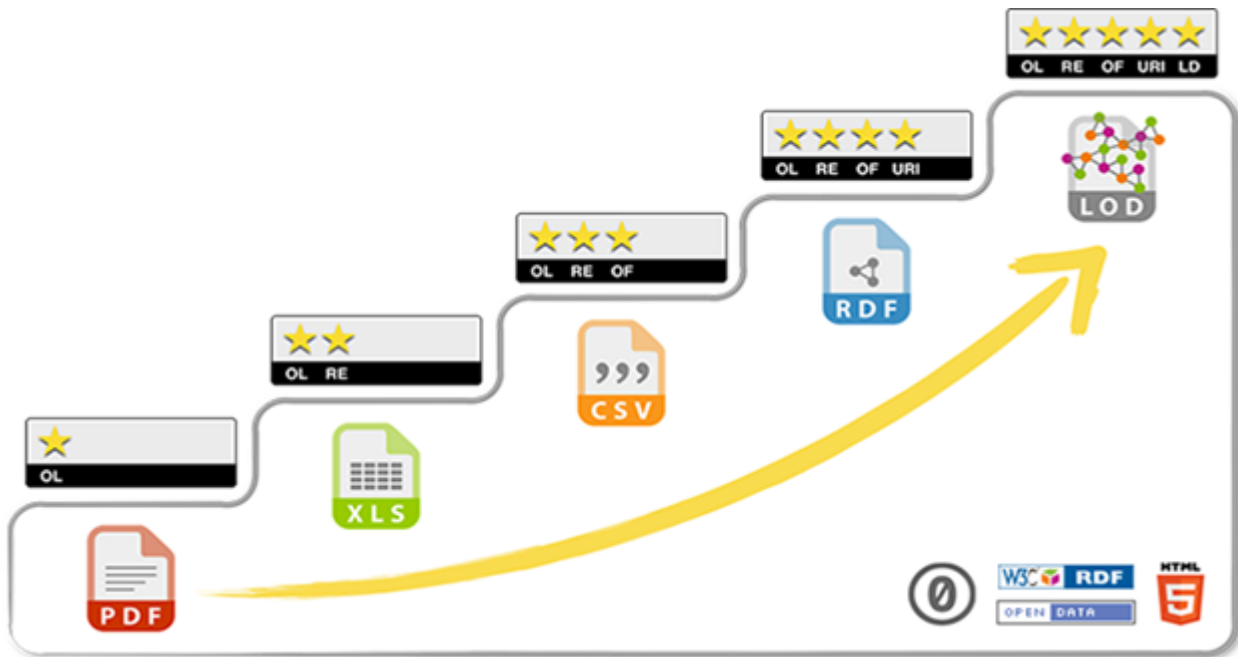 OL RE OF URI LD
LOD
OL RE OF URI
RDF
OL RE OF
CSV
OL RE
XLS
OL
PDF
0
W3C RDF
OPEN DATA
HTML
5